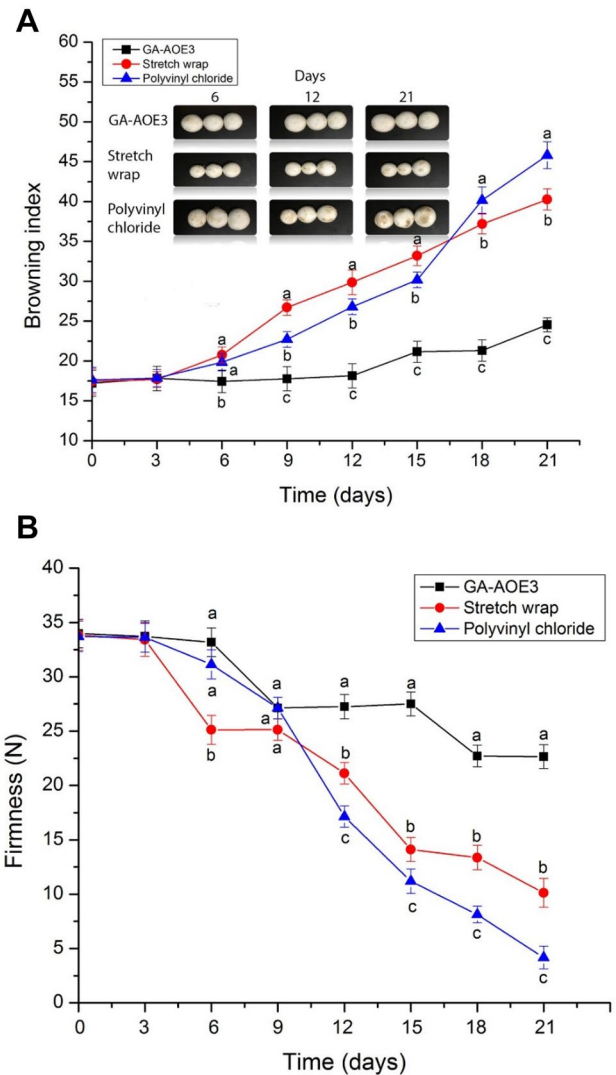 A
GA-AOE3
Stretch wrap
Polyvinyl chloride
Days
6 12 21
GA-AOE3
Stretch
wrap
Polyvinyl
chloride
Browning index
60
55
50
45
40
35
30
25
20
15
10
a
a
a
a
a
a
a
b
b
b
b
b
b
a
b
c
c
c
c
c
0 3 6 9 12 15 18 21
Time (days)
B
GA-AOE3
Stretch wrap
Polyvinyl chloride
Firmness (N)
40
35
30
25
20
15
10
5
0
a
a
a
a
a
a
a
a
a
b
b
b
b
b
c
c
c
c
0 3 6 9 12 15 18 21
Time (days)